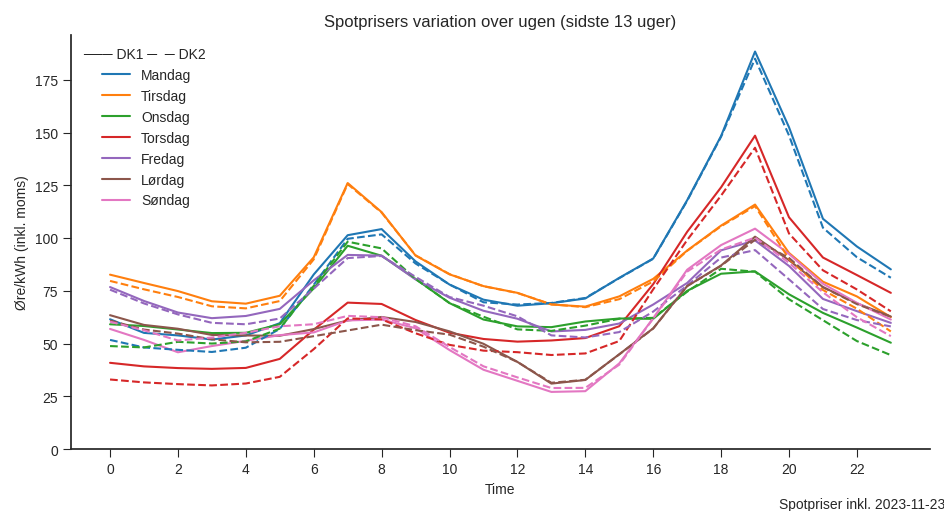 Spotprisers variation over ugen (sidste 13 uger)
DK1 DK2
Mandag
Tirsdag
Onsdag
Torsdag
Fredag
Lørdag
Søndag
Øre/kWh (inkl. moms)
175
150
125
100
75
50
25
0
0 2 4 6 8 10 12 14 16 18 20 22
Time
Spotpriser inkl. 2023-11-23